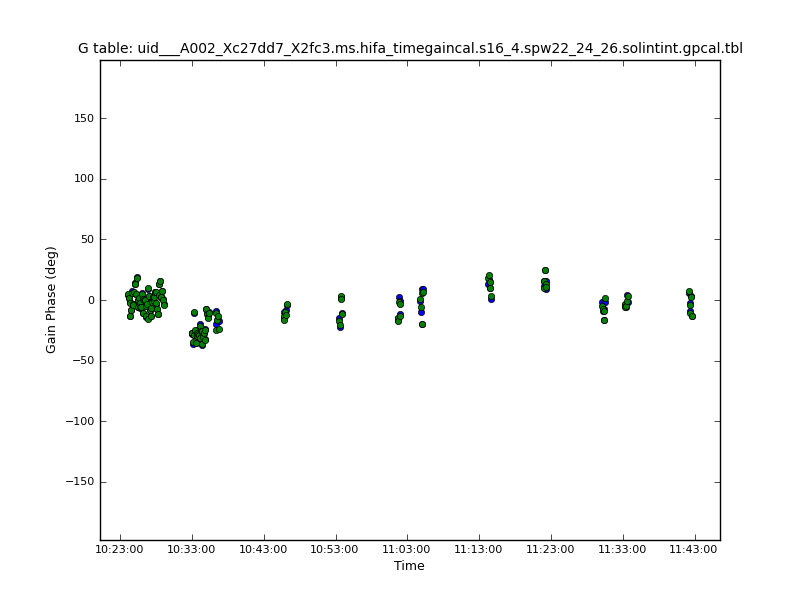 G table: uid___A002_Xc27dd7_X2fc3.ms.hifa_timegaincal.s16_4.spw22_24_26.solintint.gpcal.tbl
150
100
50
0
−50
−100
−150
Gain Phase (deg)
10:23:00 10:33:00 10:43:00 10:53:00 11:03:00 11:13:00 11:23:00 11:33:00 11:43:00
Time